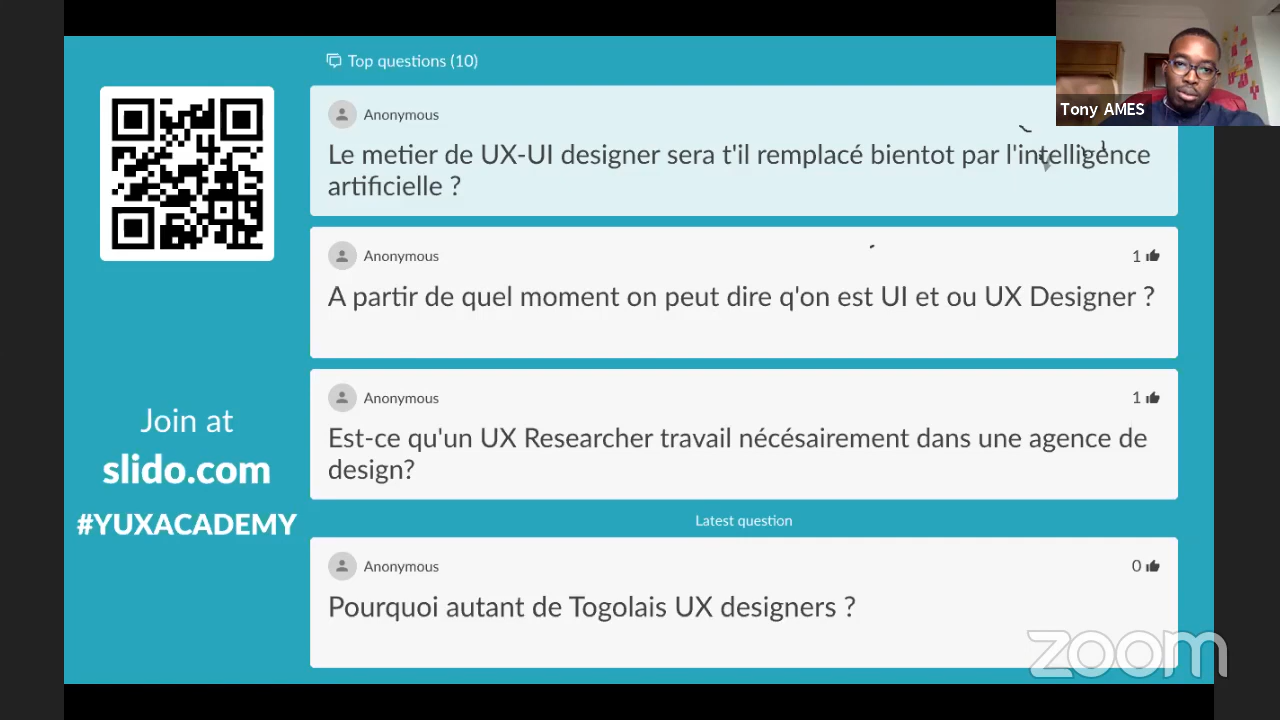 Top questions (10)
Tony AMES
Anonymous
Le metier de UX-UI designer sera t'il remplacé bientot par l'intelligence
artificielle ?
Anonymous
1
A partir de quel moment on peut dire q'on est UI et ou UX Designer ?
Anonymous
1
Est-ce qu'un UX Researcher travail nécésairement dans une agence de
design?
Join at
slido.com
#YUXACADEMY
Latest question
Anonymous
0
Pourquoi autant de Togolais UX designers ?
zoom